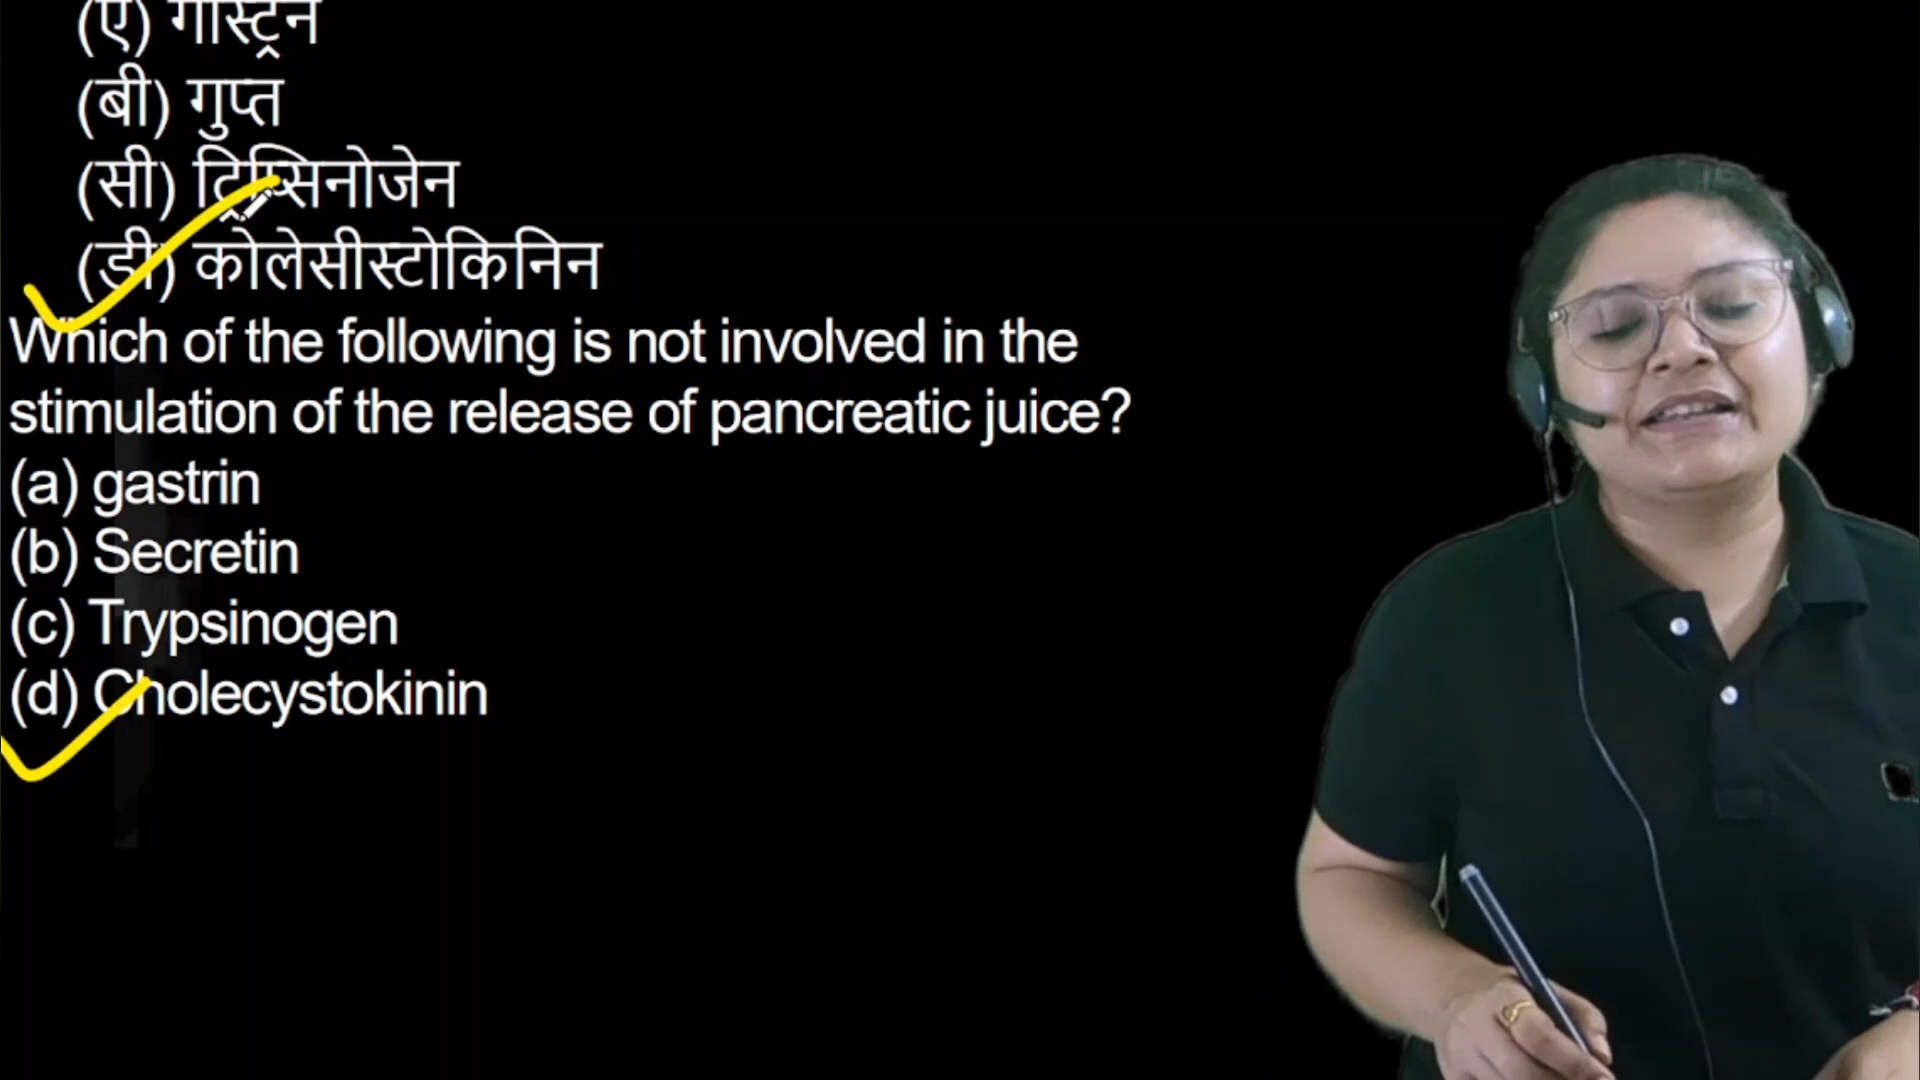 (ए) गैस्ट्रिन
(बी) गुप्त
(सी) ट्रिप्सिनोजेन
(डी) कोलेसीस्टोकिनिन
Which of the following is not involved in the
stimulation of the release of pancreatic juice?
(a) gastrin
(b) Secretin
(c) Trypsinogen
(d) Cholecystokinin